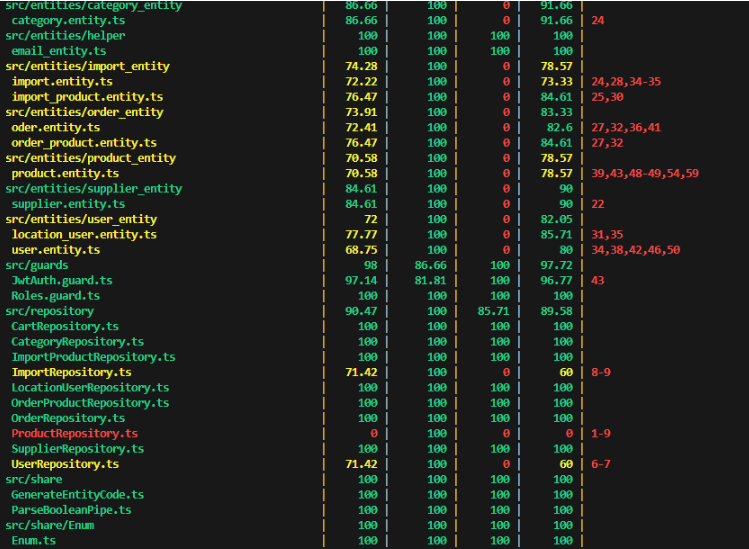 src/entities/category_entity | 86.66 | 100 | 0 | 91.66 |
category.entity.ts | 86.66 | 100 | 0 | 91.66 | 24
src/entities/helper | 100 | 100 | 100 | 100 |
email_entity.ts | 100 | 100 | 100 | 100 |
src/entities/import_entity | 74.28 | 100 | 0 | 78.57 |
import.entity.ts | 72.22 | 100 | 0 | 73.33 | 24,28,34-35
import_product.entity.ts | 76.47 | 100 | 0 | 84.61 | 25,30
src/entities/order_entity | 73.91 | 100 | 0 | 83.33 |
oder.entity.ts | 72.41 | 100 | 0 | 82.6 | 27,32,36,41
order_product.entity.ts | 76.47 | 100 | 0 | 84.61 | 27,32
src/entities/product_entity | 70.58 | 100 | 0 | 78.57 |
product.entity.ts | 70.58 | 100 | 0 | 78.57 | 39,43,48-49,54,59
src/entities/supplier_entity | 84.61 | 100 | 0 | 90 |
supplier.entity.ts | 84.61 | 100 | 0 | 90 | 22
src/entities/user_entity | 72 | 100 | 0 | 82.05 |
location_user.entity.ts | 77.77 | 100 | 0 | 85.71 | 31,35
user.entity.ts | 68.75 | 100 | 0 | 80 | 34,38,42,46,50
src/guards | 98 | 86.66 | 100 | 97.72 |
JwtAuth.guard.ts | 97.14 | 81.81 | 100 | 96.77 | 43
Roles.guard.ts | 100 | 100 | 100 | 100 |
src/repository | 90.47 | 100 | 85.71 | 89.58 |
CartRepository.ts | 100 | 100 | 100 | 100 |
CategoryRepository.ts | 100 | 100 | 100 | 100 |
ImportProductRepository.ts | 100 | 100 | 100 | 100 |
ImportRepository.ts | 71.42 | 100 | 0 | 60 | 8-9
LocationUserRepository.ts | 100 | 100 | 100 | 100 |
OrderProductRepository.ts | 100 | 100 | 100 | 100 |
OrderRepository.ts | 100 | 100 | 100 | 100 |
ProductRepository.ts | 0 | 100 | 0 | 0 | 1-9
SupplierRepository.ts | 100 | 100 | 100 | 100 |
UserRepository.ts | 71.42 | 100 | 0 | 60 | 6-7
src/share | 100 | 100 | 100 | 100 |
GenerateEntityCode.ts | 100 | 100 | 100 | 100 |
ParseBooleanPipe.ts | 100 | 100 | 100 | 100 |
src/share/Enum | 100 | 100 | 100 | 100 |
Enum.ts | 100 | 100 | 100 | 100 |